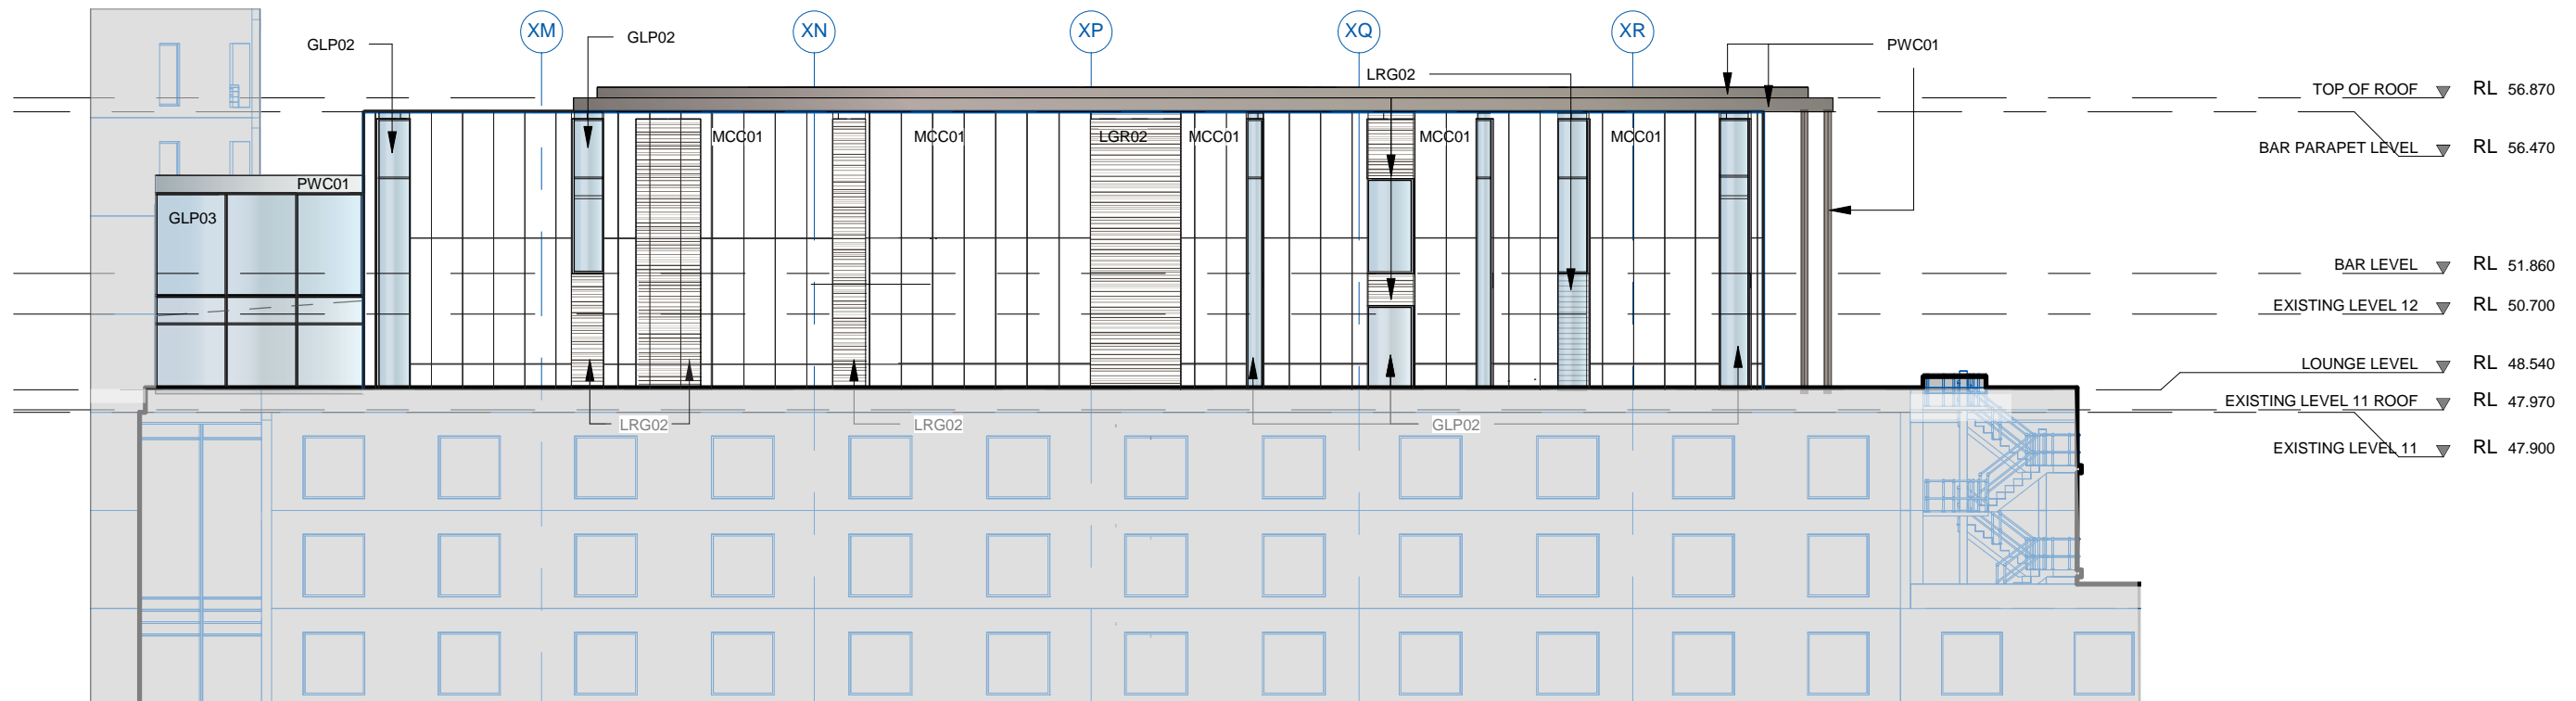 XM
XN
XP
XQ
XR
GLP02
GLP02
PWC01
LRG02
TOP OF ROOF RL 56.870
MCC01
MCC01
LGR02
MCC01
MCC01
MCC01
BAR PARAPET LEVEL RL 56.470
PWC01
GLP03
BAR LEVEL RL 51.860
EXISTING LEVEL 12 RL 50.700
LOUNGE LEVEL RL 48.540
EXISTING LEVEL 11 ROOF RL 47.970
LRG02
LRG02
GLP02
EXISTING LEVEL 11 RL 47.900